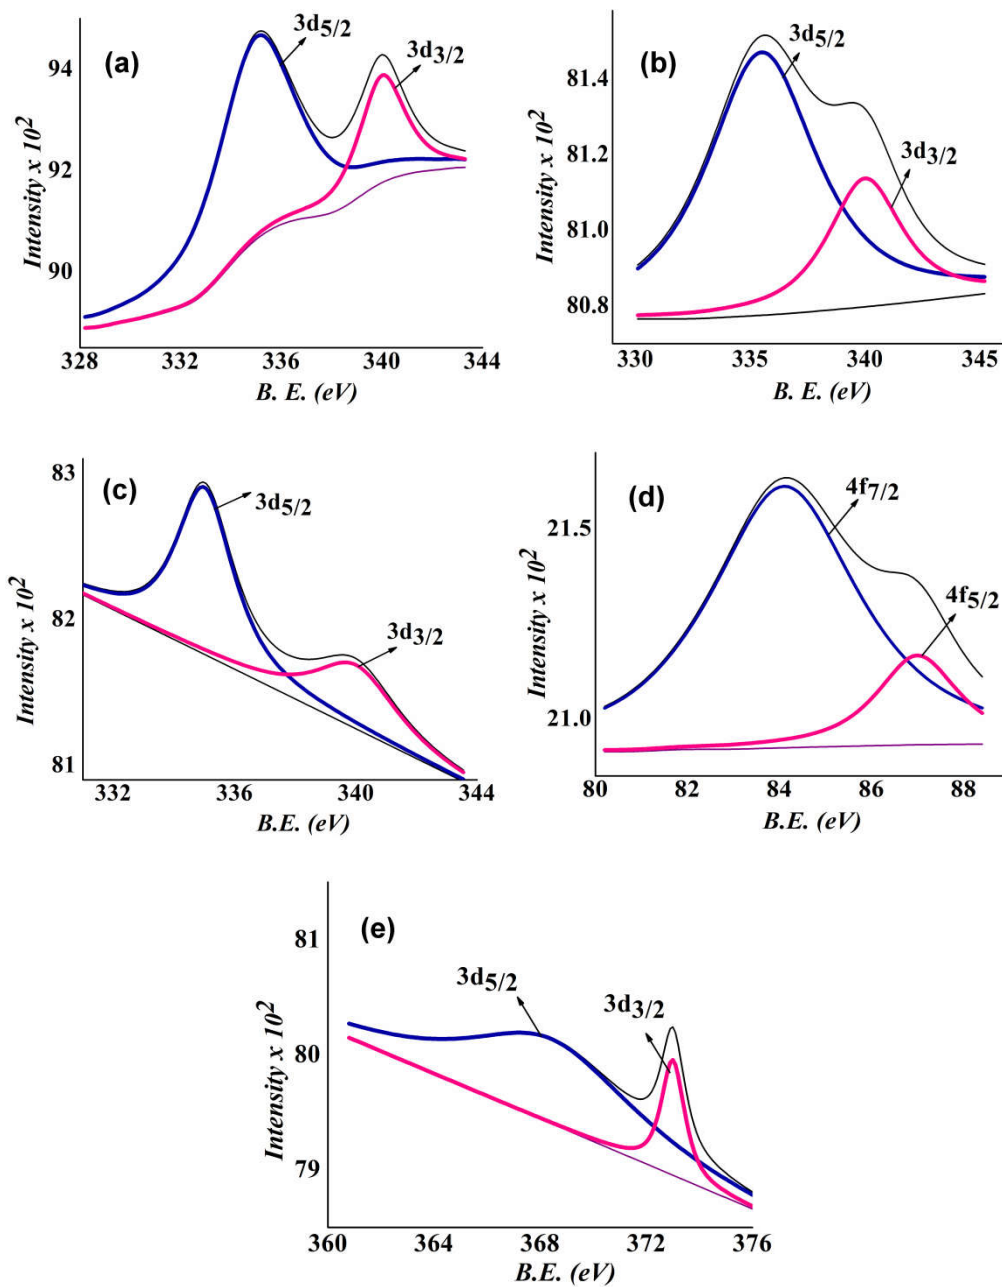 (a)
3d5/2
3d3/2
94
92
90
Intensity x 10²
328 332 336 340 344
B. E. (eV)
(b)
3d5/2
3d3/2
81.4
81.2
81.0
80.8
Intensity x 10²
330 335 340 345
B. E. (eV)
(c)
3d5/2
3d3/2
83
82
81
Intensity x 10²
332 336 340 344
B.E. (eV)
(d)
4f7/2
4f5/2
21.5
21.0
Intensity x 10²
80 82 84 85 87 88
B.E. (eV)
(e)
3d5/2
3d3/2
81
80
79
Intensity x 10²
360 364 368 372 376
B.E. (eV)